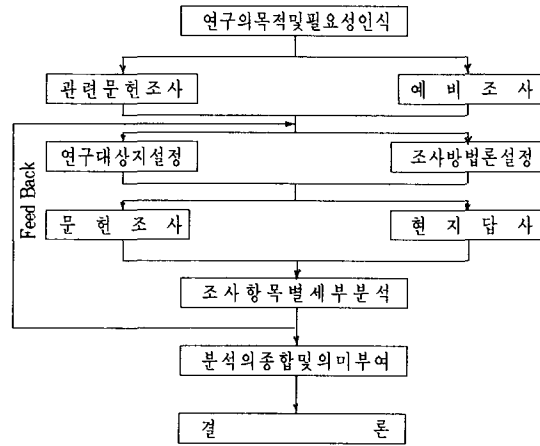 연구의목적및필요성인식
관련문헌조사
예 비 조 사
연구대상지설정
조사방법론설정
Feed Back
문 헌 조 사
현 지 답 사
조사항목별세부분석
분석의종합및의미부여
결 론